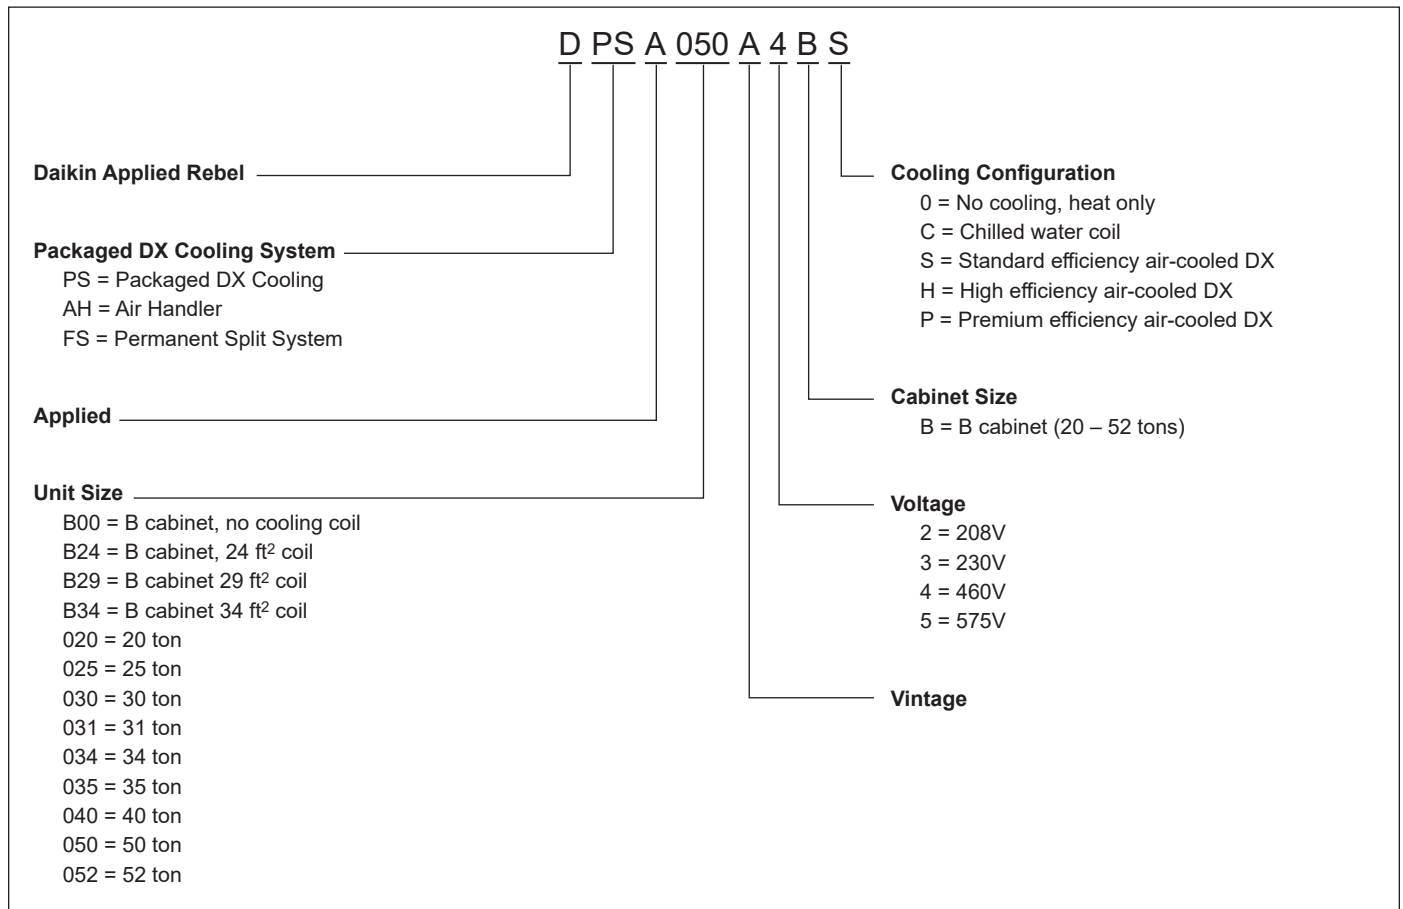 D PS A 050 A 4 B S
Daikin Applied Rebel
Packaged DX Cooling System
PS = Packaged DX Cooling
AH = Air Handler
FS = Permanent Split System
Applied
Unit Size
B00 = B cabinet, no cooling coil
B24 = B cabinet, 24 ft² coil
B29 = B cabinet 29 ft² coil
B34 = B cabinet 34 ft² coil
020 = 20 ton
025 = 25 ton
030 = 30 ton
031 = 31 ton
034 = 34 ton
035 = 35 ton
040 = 40 ton
050 = 50 ton
052 = 52 ton
Cooling Configuration
0 = No cooling, heat only
C = Chilled water coil
S = Standard efficiency air-cooled DX
H = High efficiency air-cooled DX
P = Premium efficiency air-cooled DX
Cabinet Size
B = B cabinet (20 – 52 tons)
Voltage
2 = 208V
3 = 230V
4 = 460V
5 = 575V
Vintage